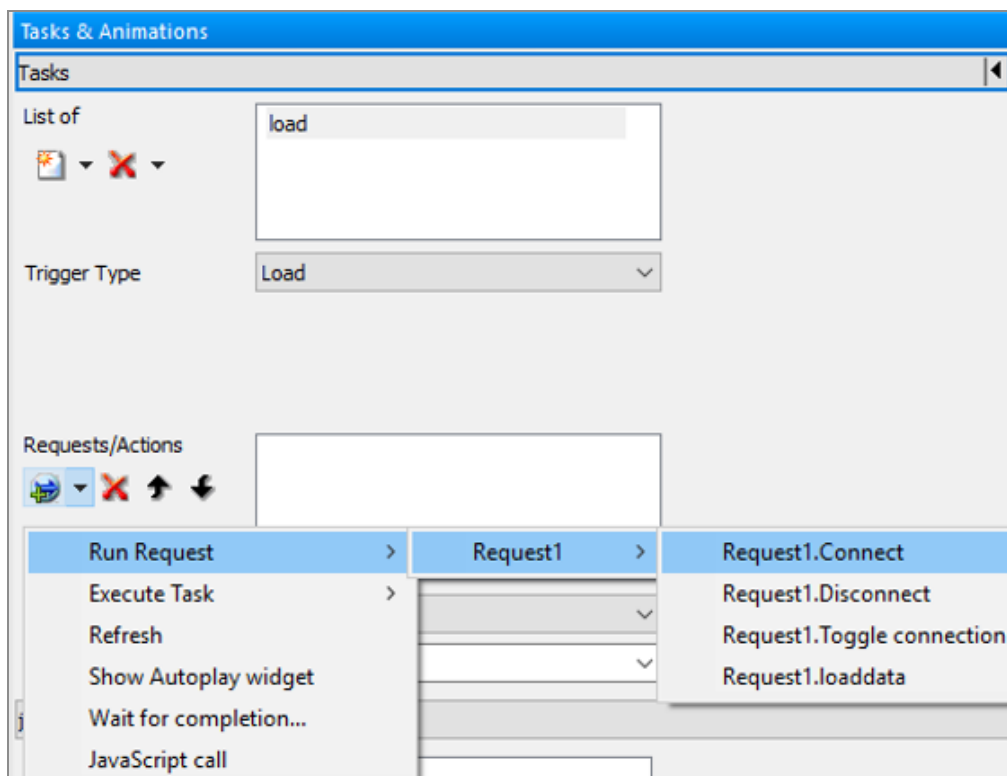 Tasks & Animations
Tasks
List of
load
Trigger Type
Load
Requests/Actions
Run Request
Request1
Request1.Connect
Execute Task
Request1.Disconnect
Refresh
Request1.Toggle connection
Show Autoplay widget
Request1.loaddata
Wait for completion...
j
JavaScript call